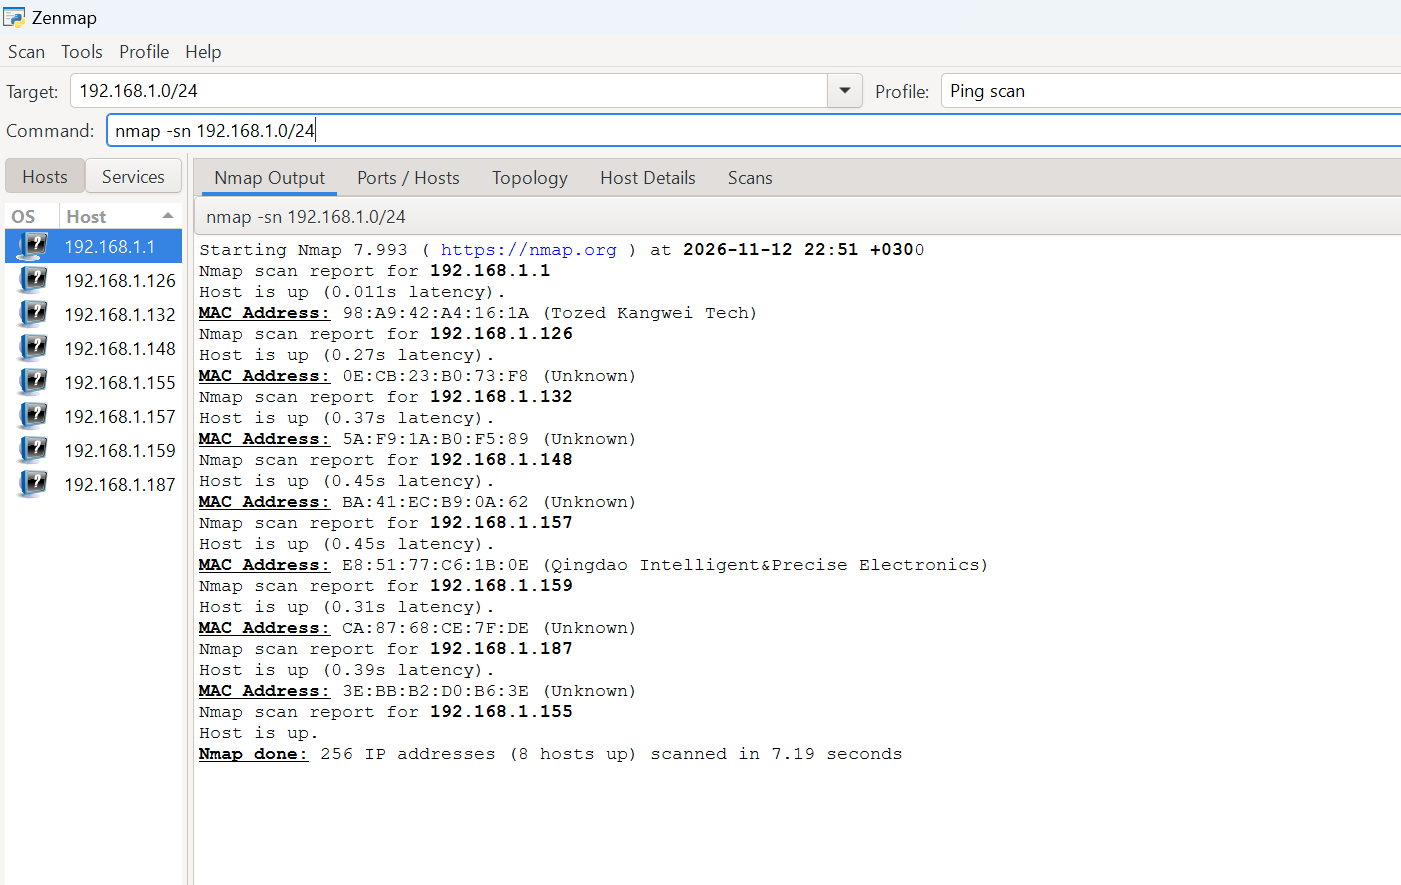 Zenmap
Scan Tools Profile Help
Target: 192.168.1.0/24 Profile: Ping scan
Command: nmap -sn 192.168.1.0/24
Hosts Services
Nmap Output Ports / Hosts Topology Host Details Scans
OS Host
192.168.1.1
192.168.1.126
192.168.1.132
192.168.1.148
192.168.1.155
192.168.1.157
192.168.1.159
192.168.1.187
nmap -sn 192.168.1.0/24
Starting Nmap 7.993 ( https://nmap.org ) at 2026-11-12 22:51 +0300
Nmap scan report for 192.168.1.1
Host is up (0.011s latency).
MAC Address: 98:A9:42:A4:16:1A (Tozed Kangwei Tech)
Nmap scan report for 192.168.1.126
Host is up (0.27s latency).
MAC Address: 0E:CB:23:B0:73:F8 (Unknown)
Nmap scan report for 192.168.1.132
Host is up (0.37s latency).
MAC Address: 5A:F9:1A:B0:F5:89 (Unknown)
Nmap scan report for 192.168.1.148
Host is up (0.45s latency).
MAC Address: BA:41:EC:B9:0A:62 (Unknown)
Nmap scan report for 192.168.1.157
Host is up (0.45s latency).
MAC Address: E8:51:77:C6:1B:0E (Qingdao Intelligent&Precise Electronics)
Nmap scan report for 192.168.1.159
Host is up (0.31s latency).
MAC Address: CA:87:68:CE:7F:DE (Unknown)
Nmap scan report for 192.168.1.187
Host is up (0.39s latency).
MAC Address: 3E:BB:B2:D0:B6:3E (Unknown)
Nmap scan report for 192.168.1.155
Host is up.
Nmap done: 256 IP addresses (8 hosts up) scanned in 7.19 seconds